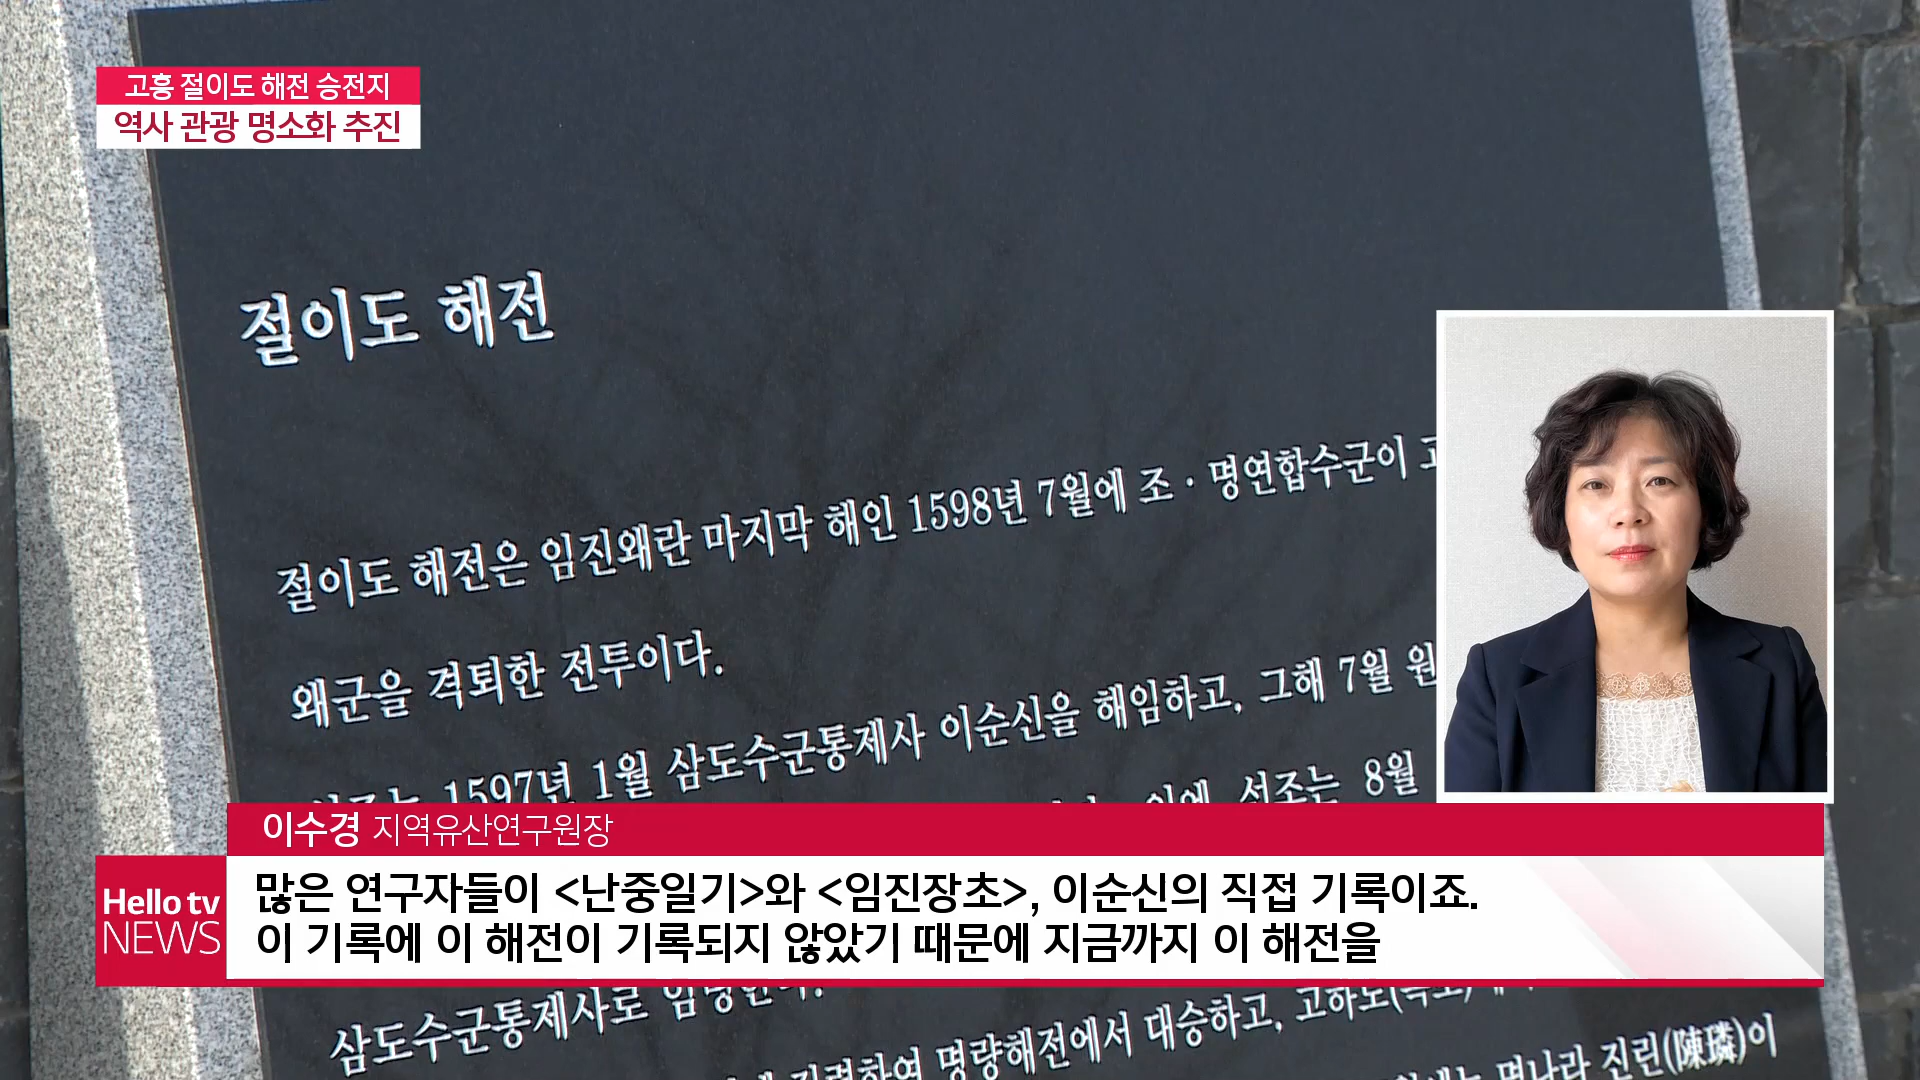 고흥 절이도 해전 승전지
역사 관광 명소화 추진
절이도 해전
절이도 해전은 임진왜란 마지막 해인 1598년 7월에 조·명연합수군이
왜군을 격퇴한 전투이다.
1597년 1월 삼도수군통제사 이순신을 해임하고, 그해 7월 원
선조는 8월
이수경 지역유산연구원장
Hello tv
NEWS
많은 연구자들이 <난중일기>와 <임진장초>, 이순신의 직접 기록이죠.
이 기록에 이 해전이 기록되지 않았기 때문에 지금까지 이 해전을
삼도수군통제사로
명량해전에서 대승하고,
명나라 진린(陳璘)이